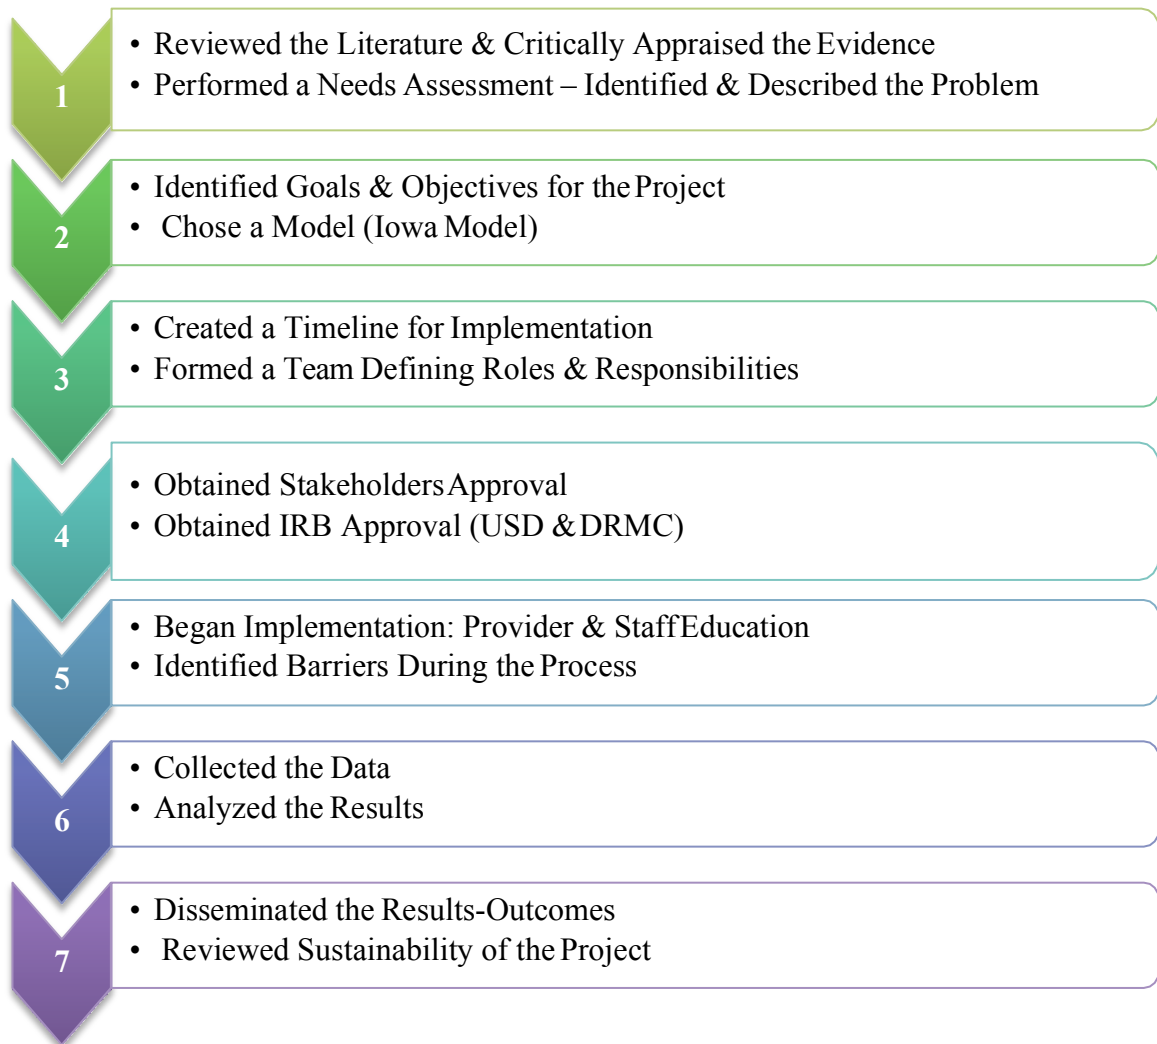 1
• Reviewed the Literature & Critically Appraised the Evidence
• Performed a Needs Assessment – Identified & Described the Problem
2
• Identified Goals & Objectives for the Project
• Chose a Model (Iowa Model)
3
• Created a Timeline for Implementation
• Formed a Team Defining Roles & Responsibilities
4
• Obtained Stakeholders Approval
• Obtained IRB Approval (USD & DRMC)
5
• Began Implementation: Provider & Staff Education
• Identified Barriers During the Process
6
• Collected the Data
• Analyzed the Results
7
• Disseminated the Results-Outcomes
• Reviewed Sustainability of the Project